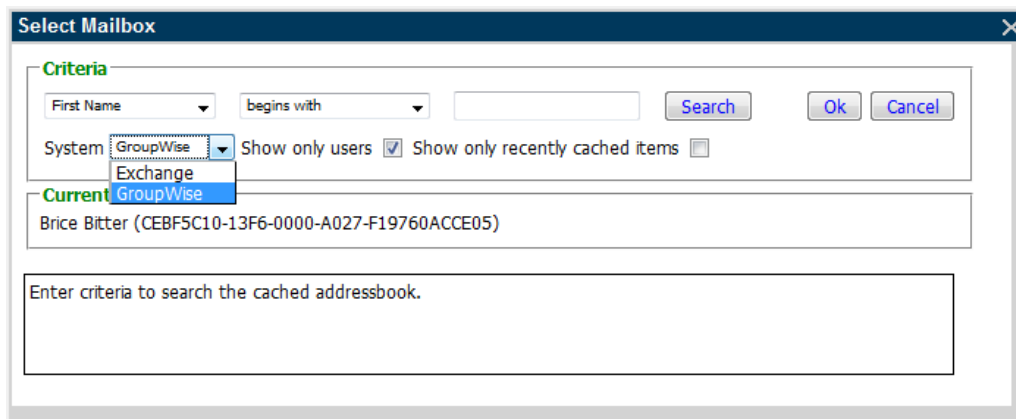 Select Mailbox
Criteria
First Name begins with Search Ok Cancel
System GroupWise Show only users Show only recently cached items
Exchange
GroupWise
Current
Brice Bitter (CEBF5C10-13F6-0000-A027-F19760ACCE05)
Enter criteria to search the cached addressbook.